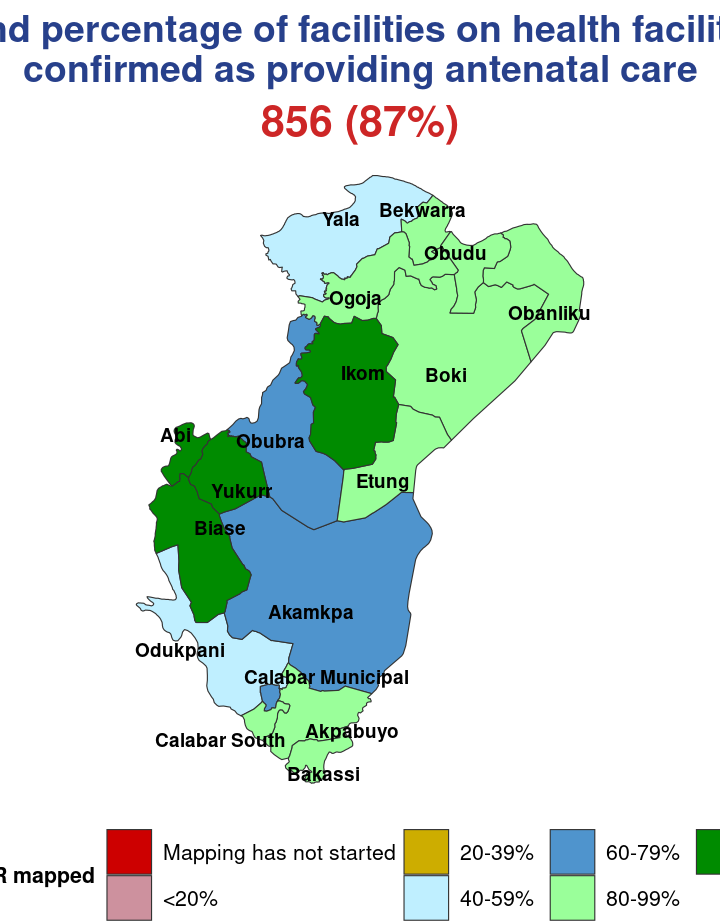 percentage of facilities on health
confirmed as providing antenatal care
856 (87%)
Bekwarra
Yala
Obudu
Ogoja
Obanliku
Ikom
Boki
Abi
Obubra
Etung
Yukurr
Biase
Akamkpa
Odukpani
Calabar Municipal
Akpabuyo
Calabar South
Bakassi
Mapping has not started
20-39%
60-79%
R mapped
<20%
40-59%
80-99%